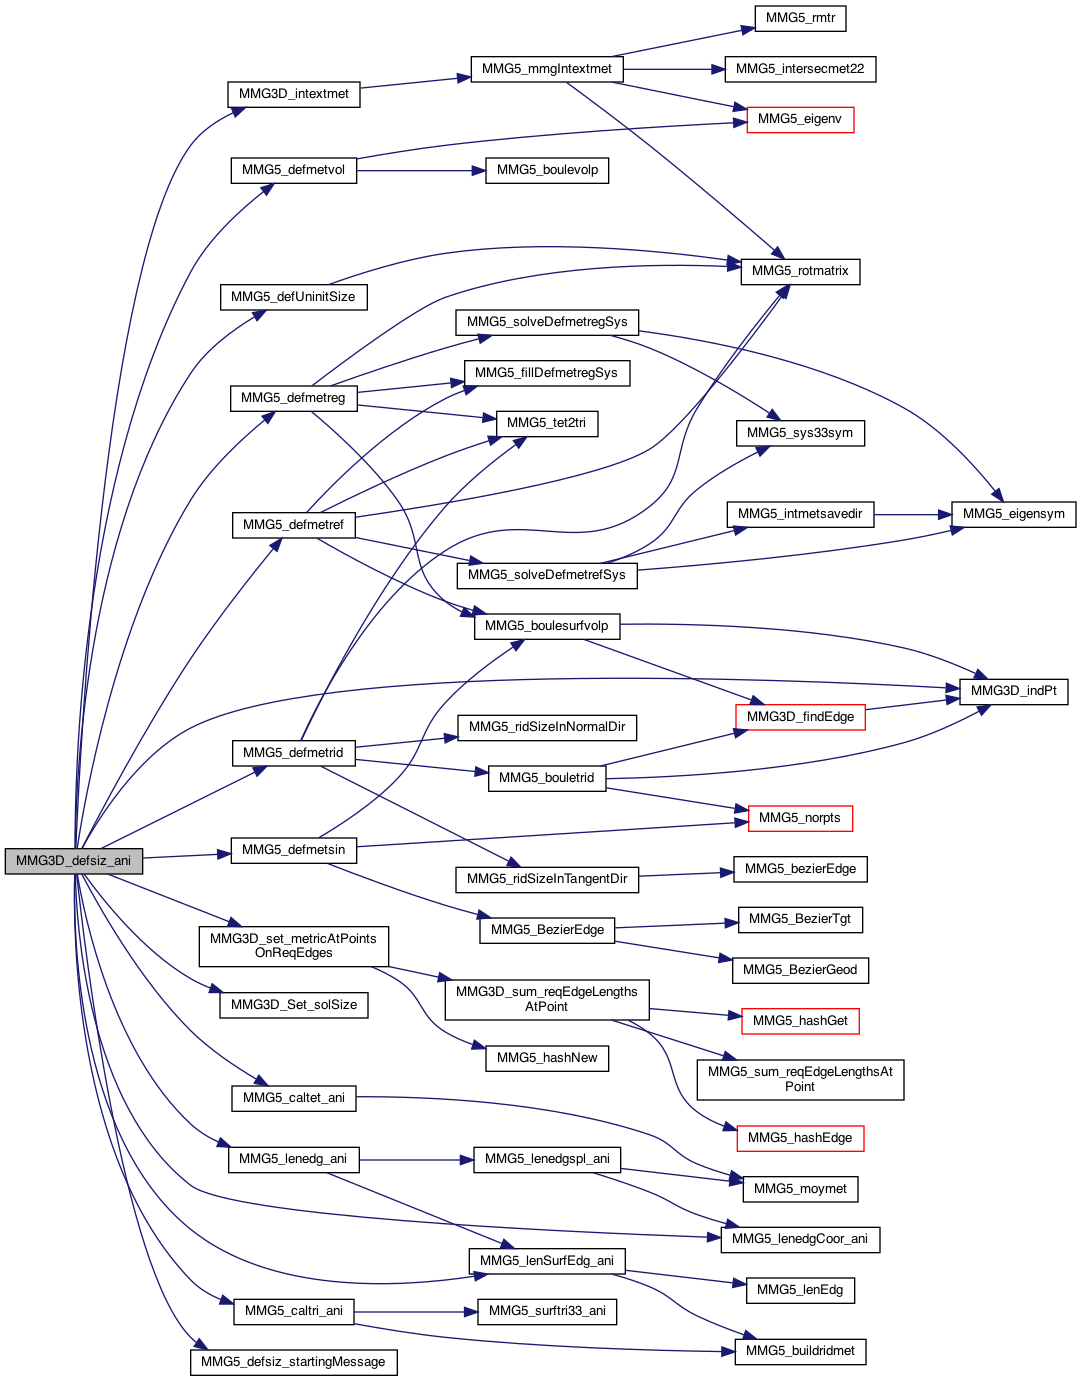 MMG5_rmtr
MMG5_mmgIntextmet
MMG5_intersecmet22
MMG3D_intextmet
MMG5_eigenv
MMG5_defmetvol
MMG5_boulevolp
MMG5_rotmatrix
MMG5_defUninitSize
MMG5_solveDefmetregSys
MMG5_fillDefmetregSys
MMG5_defmetreg
MMG5_tet2tri
MMG5_sys33sym
MMG5_intmetsavedir
MMG5_eigensym
MMG5_defmetref
MMG5_solveDefmetrefSys
MMG5_boulesurfvolp
MMG3D_indPt
MMG3D_findEdge
MMG5_ridSizeInNormalDir
MMG5_defmetrid
MMG5_bouletrid
MMG5_norpts
MMG5_defmetsin
MMG3D_defsiz_ani
MMG5_bezierEdge
MMG5_ridSizeInTangentDir
MMG5_BezierTgt
MMG5_BezierEdge
MMG3D_set_metricAtPoints
OnReqEdges
MMG5_BezierGeod
MMG3D_sum_reqEdgeLengths
AtPoint
MMG3D_Set_solSize
MMG5_hashGet
MMG5_hashNew
MMG5_sum_reqEdgeLengthsAt
Point
MMG5_caltet_ani
MMG5_hashEdge
MMG5_lenedg_ani
MMG5_lenedgspl_ani
MMG5_moymet
MMG5_lenedgCoor_ani
MMG5_lenSurfEdg_ani
MMG5_lenEdg
MMG5_caltri_ani
MMG5_surftri33_ani
MMG5_buildridmet
MMG5_defsiz_startingMessage